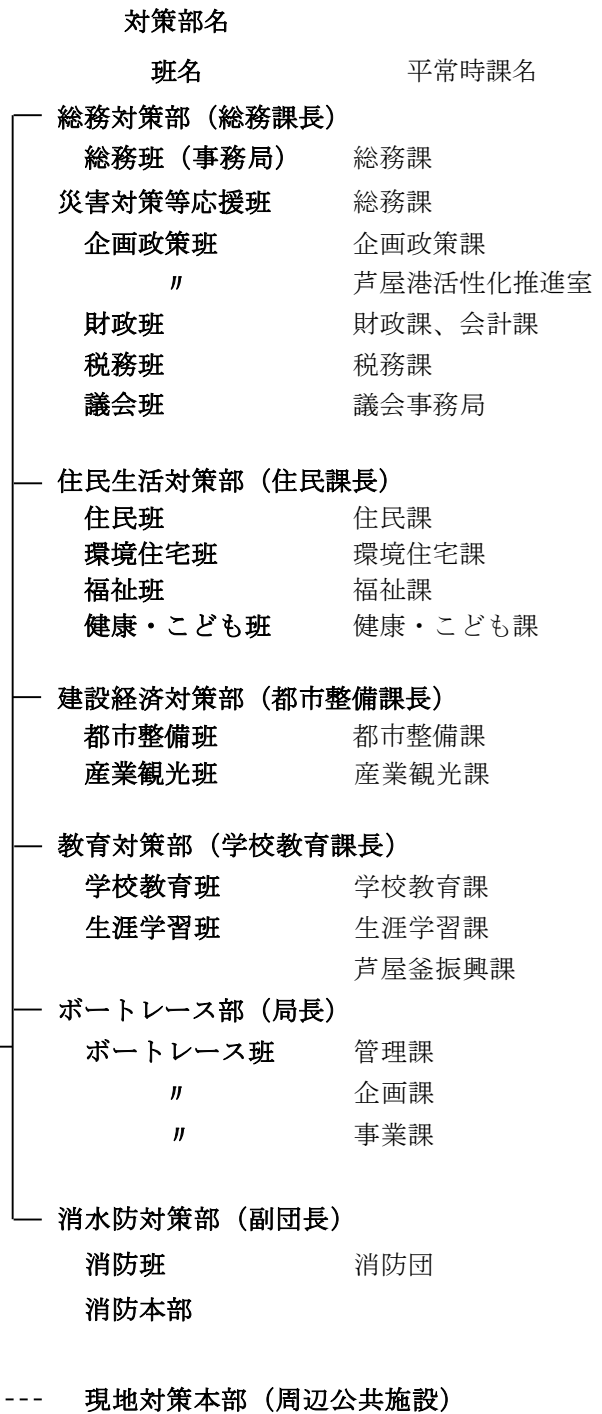 対策部名
班名 平常時課名
総務対策部（総務課長）
総務班（事務局） 総務課
災害対策等応援班 総務課
企画政策班 企画政策課
〃 芦屋港活性化推進室
財政班 財政課、会計課
税務班 税務課
議会班 議会事務局
住民生活対策部（住民課長）
住民班 住民課
環境住宅班 環境住宅課
福祉班 福祉課
健康・こども班 健康・こども課
建設経済対策部（都市整備課長）
都市整備班 都市整備課
産業観光班 産業観光課
教育対策部（学校教育課長）
学校教育班 学校教育課
生涯学習班 生涯学習課
芦屋釜振興課
ボートレース部（局長）
ボートレース班 管理課
〃 企画課
〃 事業課
消水防対策部（副団長）
消防班 消防団
消防本部
現地対策本部（周辺公共施設）